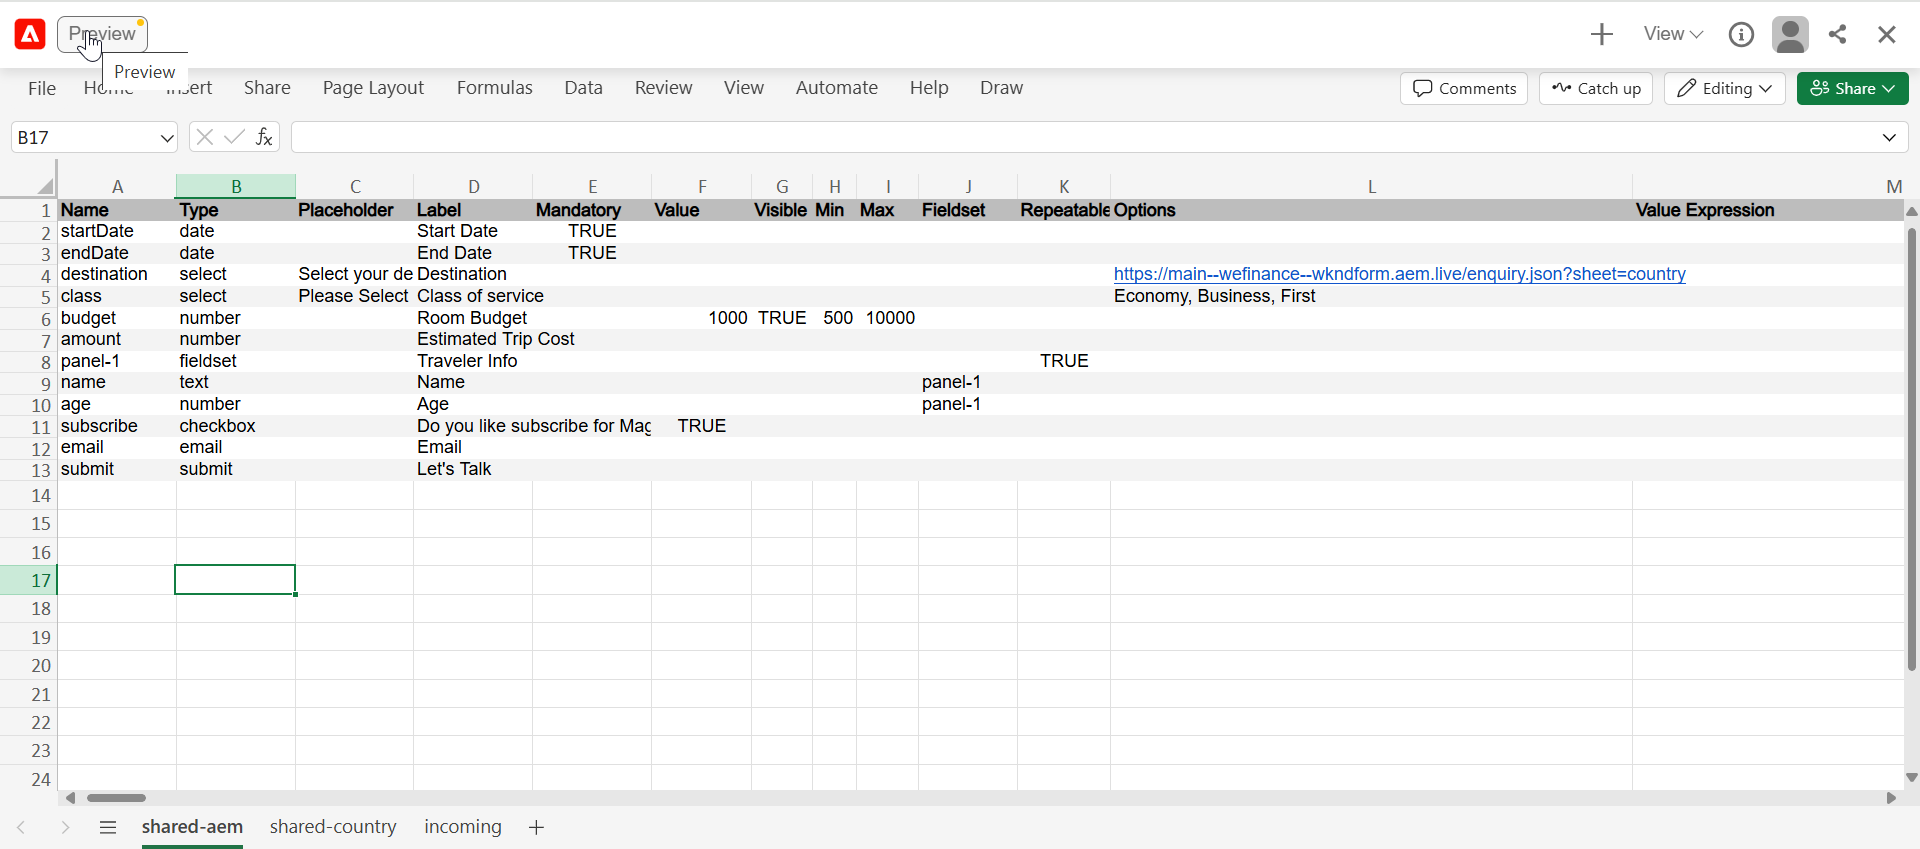 Preview
View
Preview
File Home Insert Share Page Layout Formulas Data Review View Automate Help Draw
Comments Catch up Editing Share
B17 fx
A B C D E F G H I J K L M
1 Name Type Placeholder Label Mandatory Value Visible Min Max Fieldset Repeatable Options Value Expression
2 startDate date Start Date TRUE
3 endDate date End Date TRUE
4 destination select Select your de Destination https://main--wefinance--wkndform.aem.live/enquiry.json?sheet=country
5 class select Please Select Class of service Economy, Business, First
6 budget number Room Budget 1000 TRUE 500 10000
7 amount number Estimated Trip Cost
8 panel-1 fieldset Traveler Info TRUE
9 name text Name panel-1
10 age number Age panel-1
11 subscribe checkbox Do you like subscribe for Mag TRUE
12 email email Email
13 submit submit Let's Talk
14
15
16
17
18
19
20
21
22
23
24
shared-aem shared-country incoming